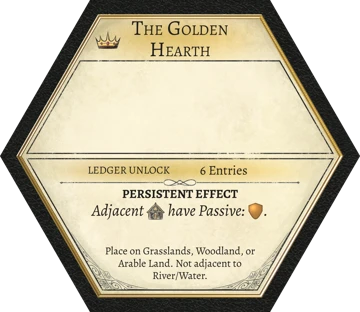 The Golden
Hearth
LEDGER UNLOCK 6 Entries
PERSISTENT EFFECT
Adjacent have Passive: .
Place on Grasslands, Woodland, or
Arable Land. Not adjacent to
River/Water.